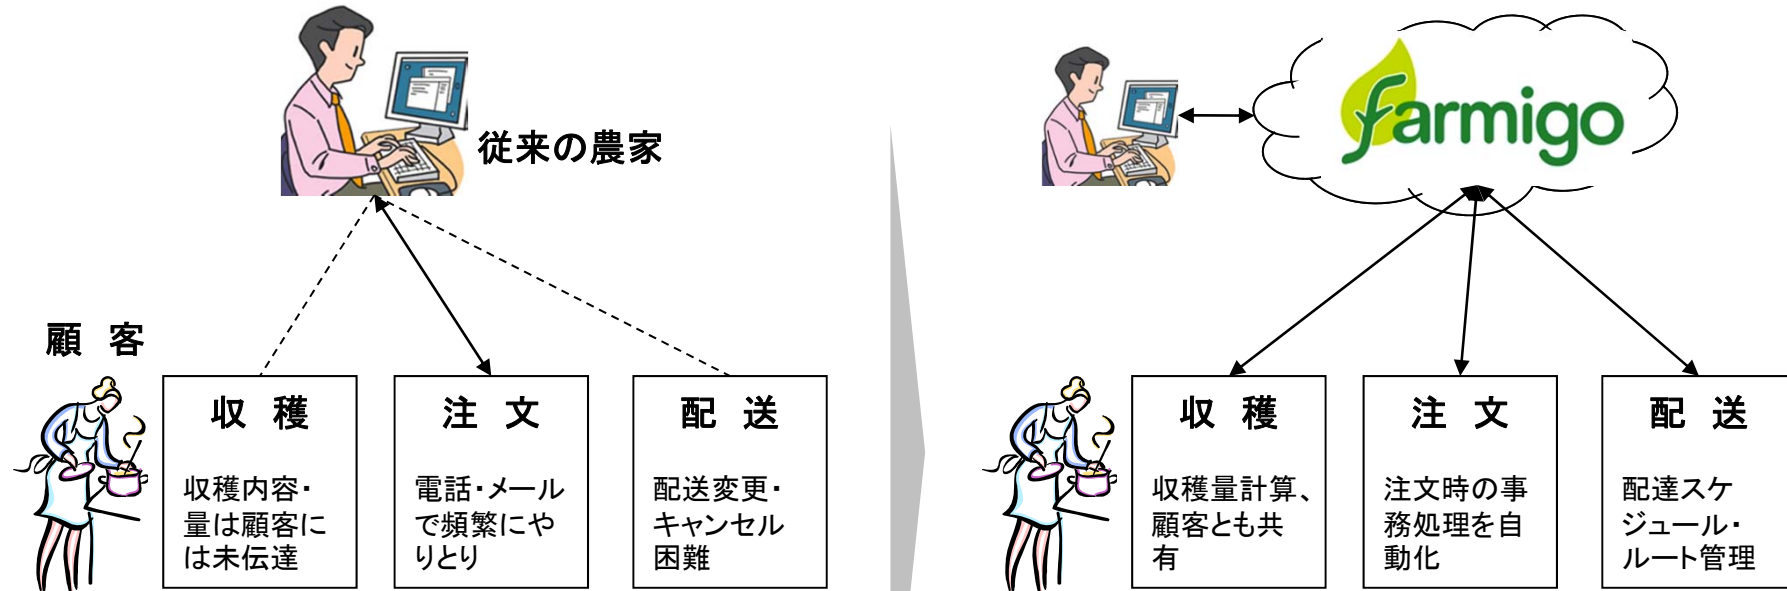 従来の農家
farmigo
顧 客
収 穫
収穫内容・
量は顧客に
は未伝達
注 文
電話・メール
で頻繁にや
りとり
配 送
配送変更・
キャンセル
困難
収 穫
収穫量計算、
顧客とも共
有
注 文
注文時の事
務処理を自
動化
配 送
配達スケ
ジュール・
ルート管理